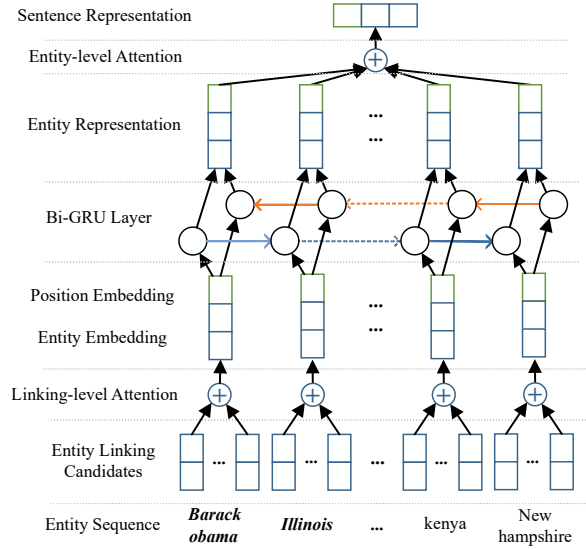 Sentence Representation
Entity-level Attention
Entity Representation
...
...
Bi-GRU Layer
Position Embedding
Entity Embedding
...
...
Linking-level Attention
Entity Linking
Candidates
... ... ... ... ...
Entity Sequence
Barack
obama
Illinois
...
kenya
New
hampshire